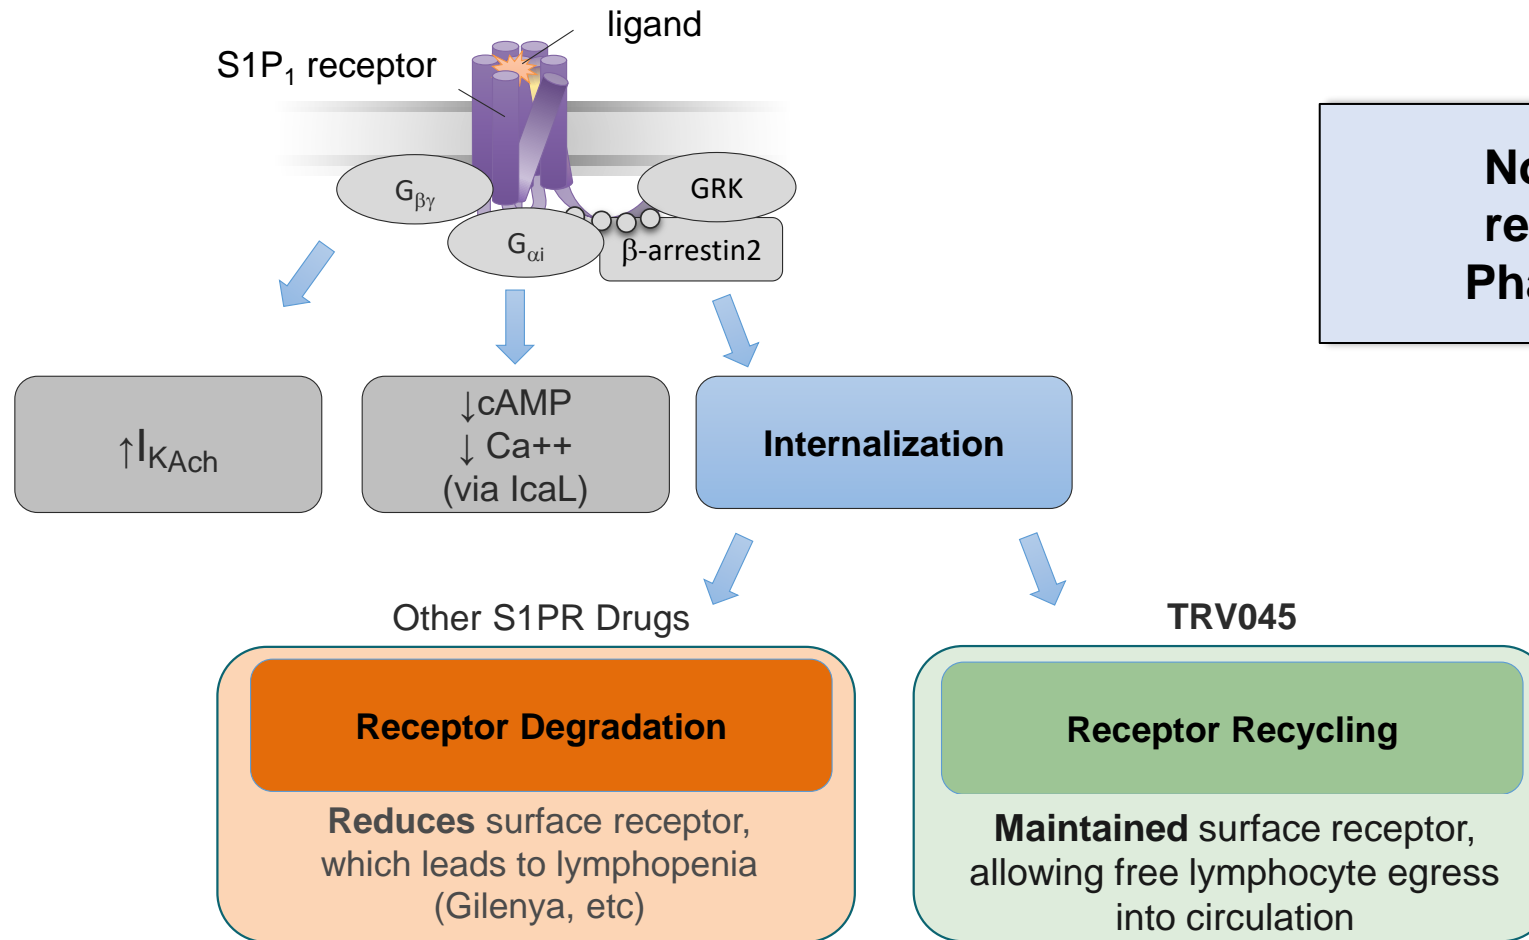 ligand
S1P₁ receptor
Gβγ
GRK
Gαi
β-arrestin2
↑IKAch
↓cAMP
↓ Ca++
(via IcaL)
Internalization
Other S1PR Drugs
Receptor Degradation
Reduces surface receptor,
which leads to lymphopenia
(Gilenya, etc)
TRV045
Receptor Recycling
Maintained surface receptor,
allowing free lymphocyte egress
into circulation